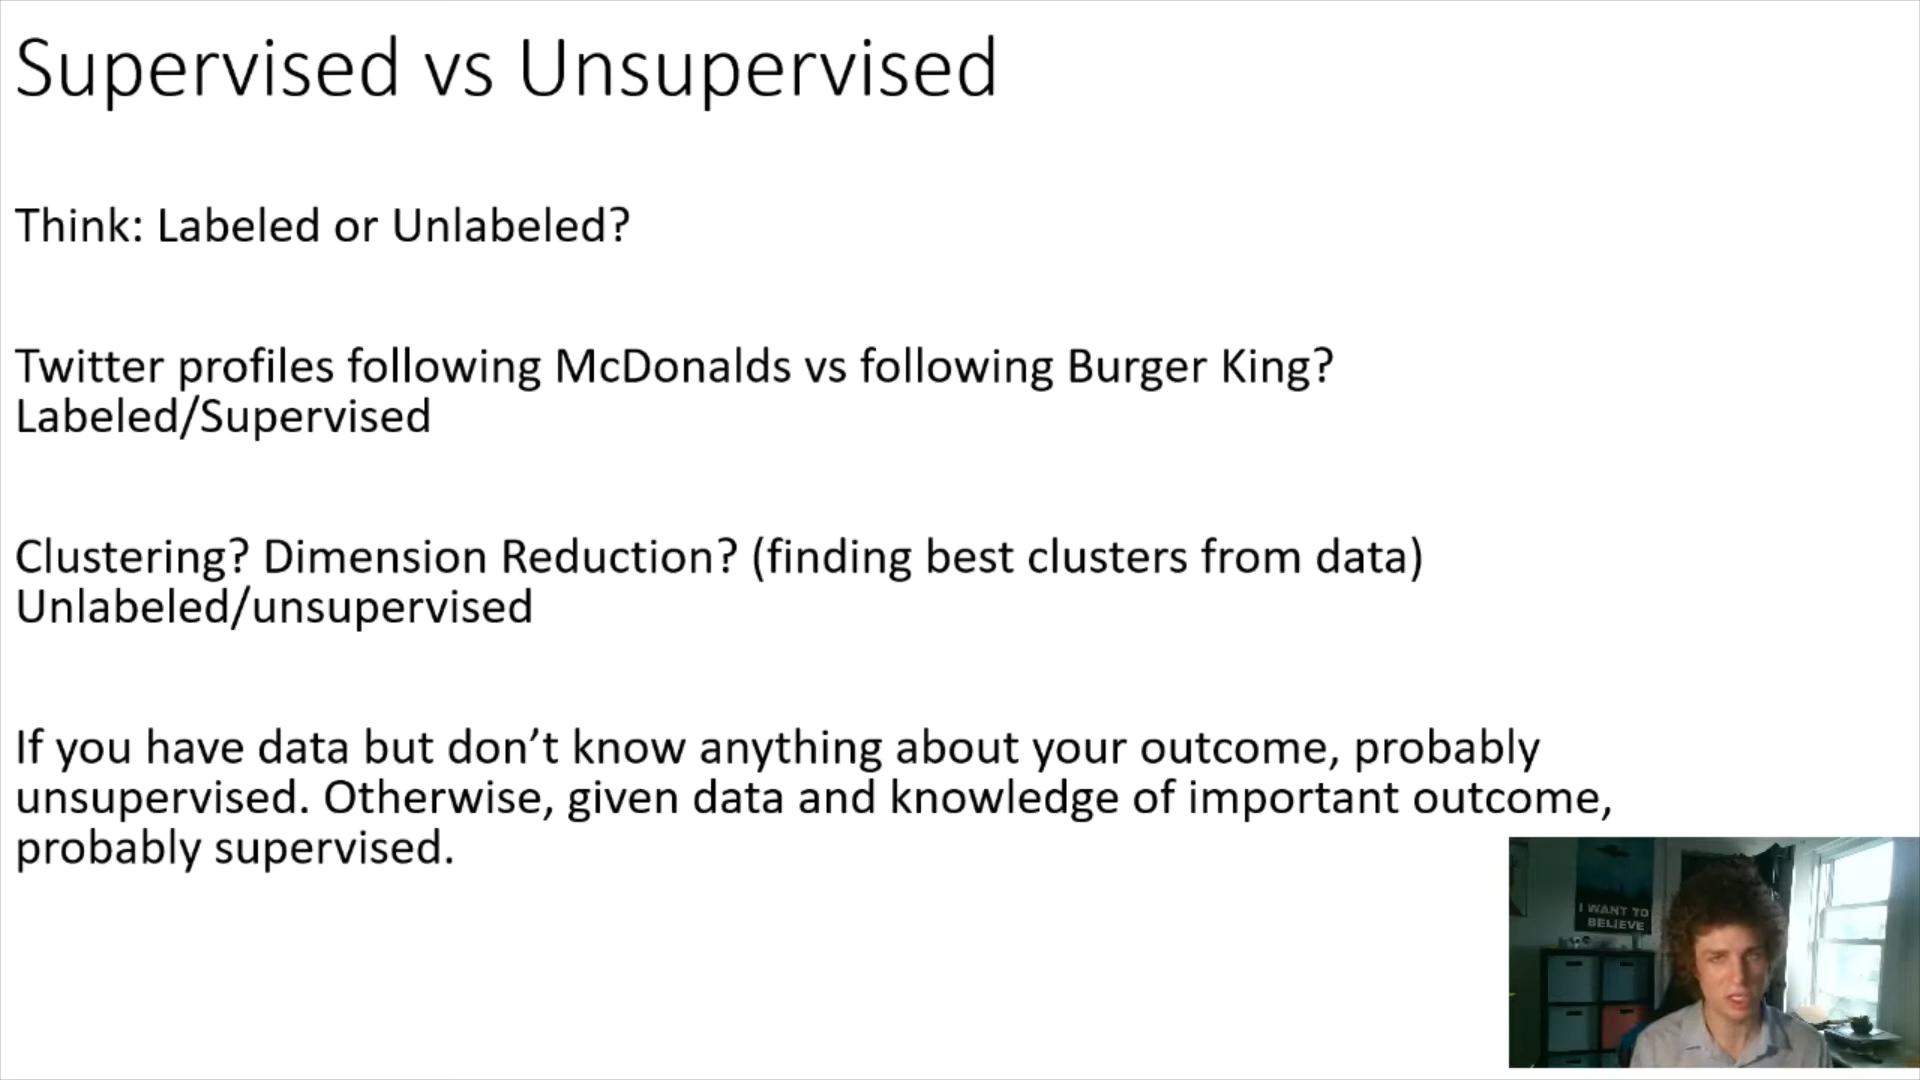 Supervised vs Unsupervised
Think: Labeled or Unlabeled?
Twitter profiles following McDonalds vs following Burger King?
Labeled/Supervised
Clustering? Dimension Reduction? (finding best clusters from data)
Unlabeled/unsupervised
If you have data but don’t know anything about your outcome, probably
unsupervised. Otherwise, given data and knowledge of important outcome,
probably supervised.
I WANT TO
BELIEVE